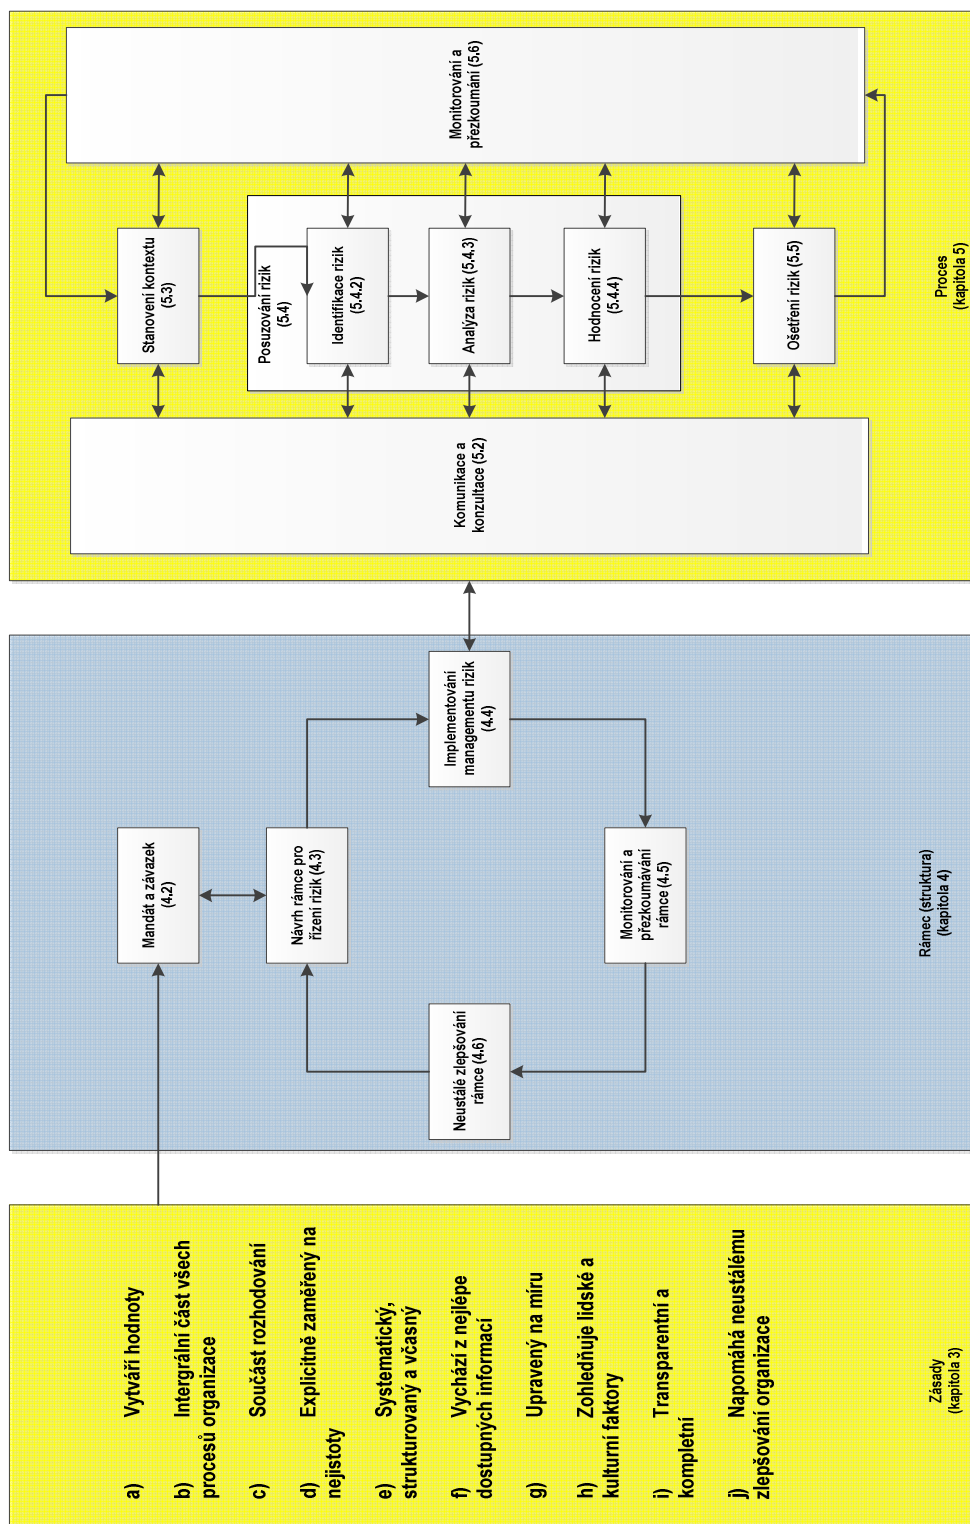 a) Vytváří hodnoty
b) Intergrální část všech
procesů organizace
c) Součást rozhodování
d) Explicitně zaměřený na
nejistoty
e) Systematický,
strukturovaný a včasný
f) Vychází z nejlépe
dostupných informací
g) Upravený na míru
h) Zohledňuje lidské a
kulturní faktory
i) Transparentní a
kompletní
j) Napomáhá neustálému
zlepšování organizace
Zásady
(kapitola 3)
Mandát a závazek
(4.2)
Návrh rámce pro
řízení rizik (4.3)
Neustálé zlepšování
rámce (4.6)
Implementování
managementu rizik
(4.4)
Monitorování a
přezkoumávání
rámce (4.5)
Rámec (struktura)
(kapitola 4)
Komunikace a
konzultace (5.2)
Stanovení kontextu
(5.3)
Posuzování rizik
(5.4)
Identifikace rizik
(5.4.2)
Analýza rizik (5.4.3)
Hodnocení rizik
(5.4.4)
Ošetření rizik (5.5)
Monitorování a
přezkoumání (5.6)
Proces
(kapitola 5)